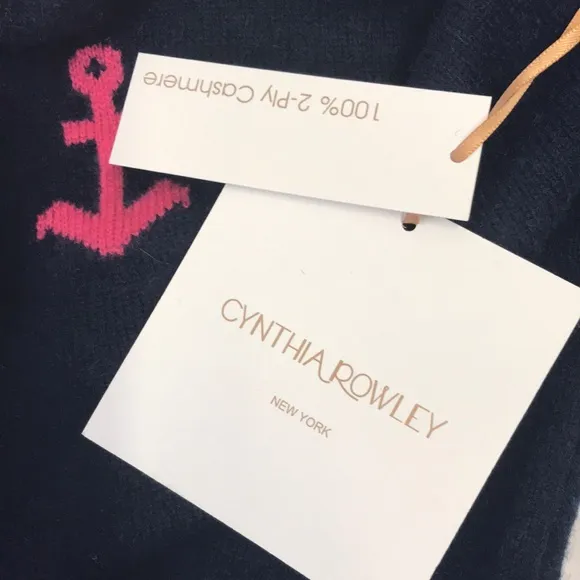 100% 2-Ply Cashmere
CYNTHIA ROWLEY
NEW YORK